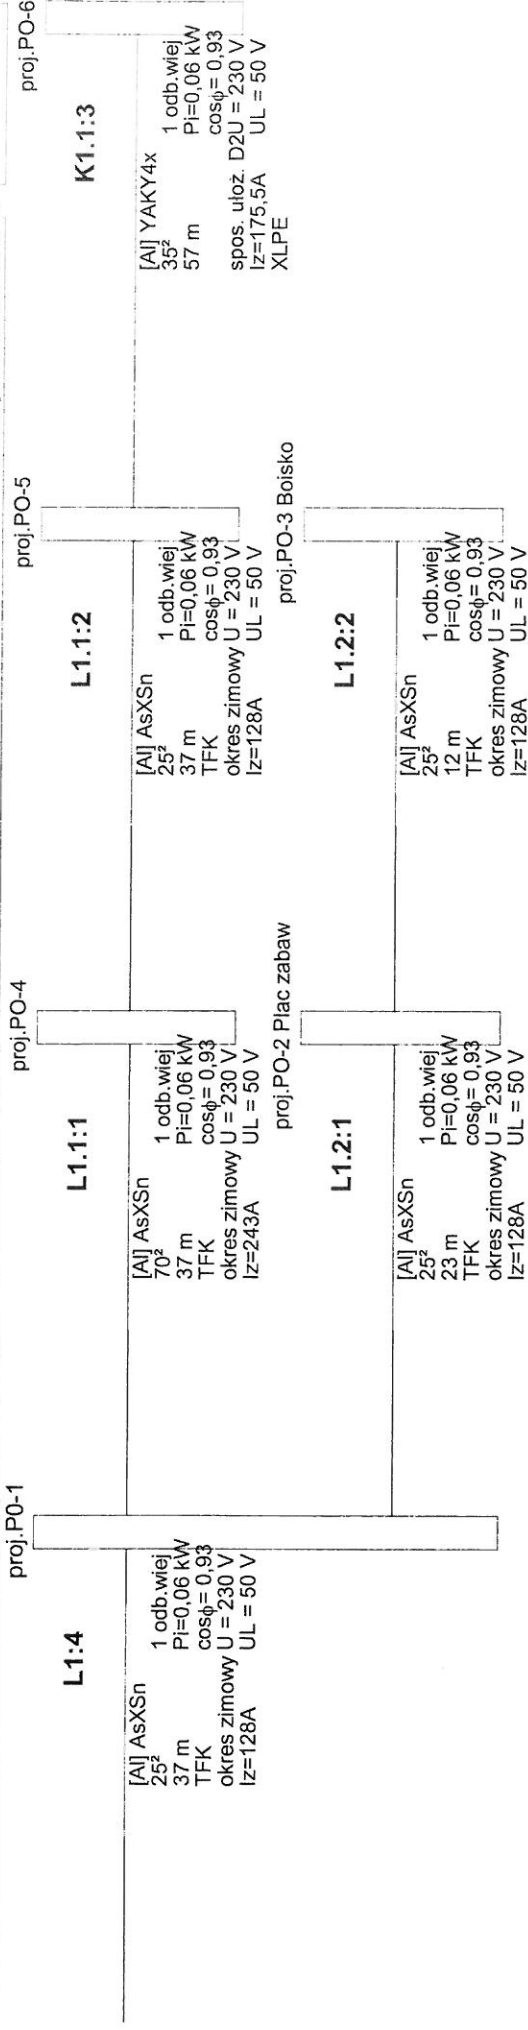 proj.P0-1
L1:4
[Al] AsXSn
25²
37 m
TFK
okres zimowy
Iz=128A
1 odb.wiej
Pi=0,06 kW
cosϕ= 0,93
U = 230 V
UL = 50 V
proj.PO-4
L1.1:1
[Al] AsXSn
70²
37 m
TFK
okres zimowy
Iz=243A
1 odb.wiej
Pi=0,06 kW
cosϕ= 0,93
U = 230 V
UL = 50 V
proj.PO-5
L1.1:2
[Al] AsXSn
25²
37 m
TFK
okres zimowy
Iz=128A
1 odb.wiej
Pi=0,06 kW
cosϕ= 0,93
U = 230 V
UL = 50 V
proj.PO-6
K1.1:3
[Al] YAKY4x
35²
57 m
spos. ułoż. D2
Iz=175,5A
XLPE
1 odb.wiej
Pi=0,06 kW
cosϕ= 0,93
U = 230 V
UL = 50 V
proj.PO-2 Plac zabaw
L1.2:1
[Al] AsXSn
25²
23 m
TFK
okres zimowy
Iz=128A
1 odb.wiej
Pi=0,06 kW
cosϕ= 0,93
U = 230 V
UL = 50 V
proj.PO-3 Boisko
L1.2:2
[Al] AsXSn
25²
12 m
TFK
okres zimowy
Iz=128A
1 odb.wiej
Pi=0,06 kW
cosϕ= 0,93
U = 230 V
UL = 50 V